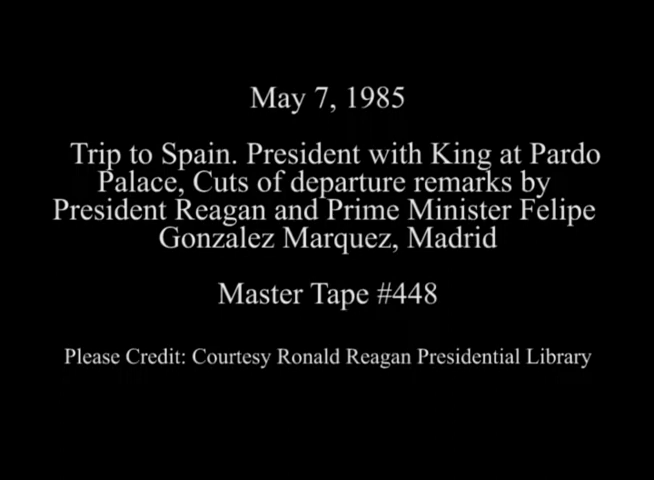 May 7, 1985
Trip to Spain. President with King at Pardo
Palace, Cuts of departure remarks by
President Reagan and Prime Minister Felipe
Gonzalez Marquez, Madrid
Master Tape #448
Please Credit: Courtesy Ronald Reagan Presidential Library